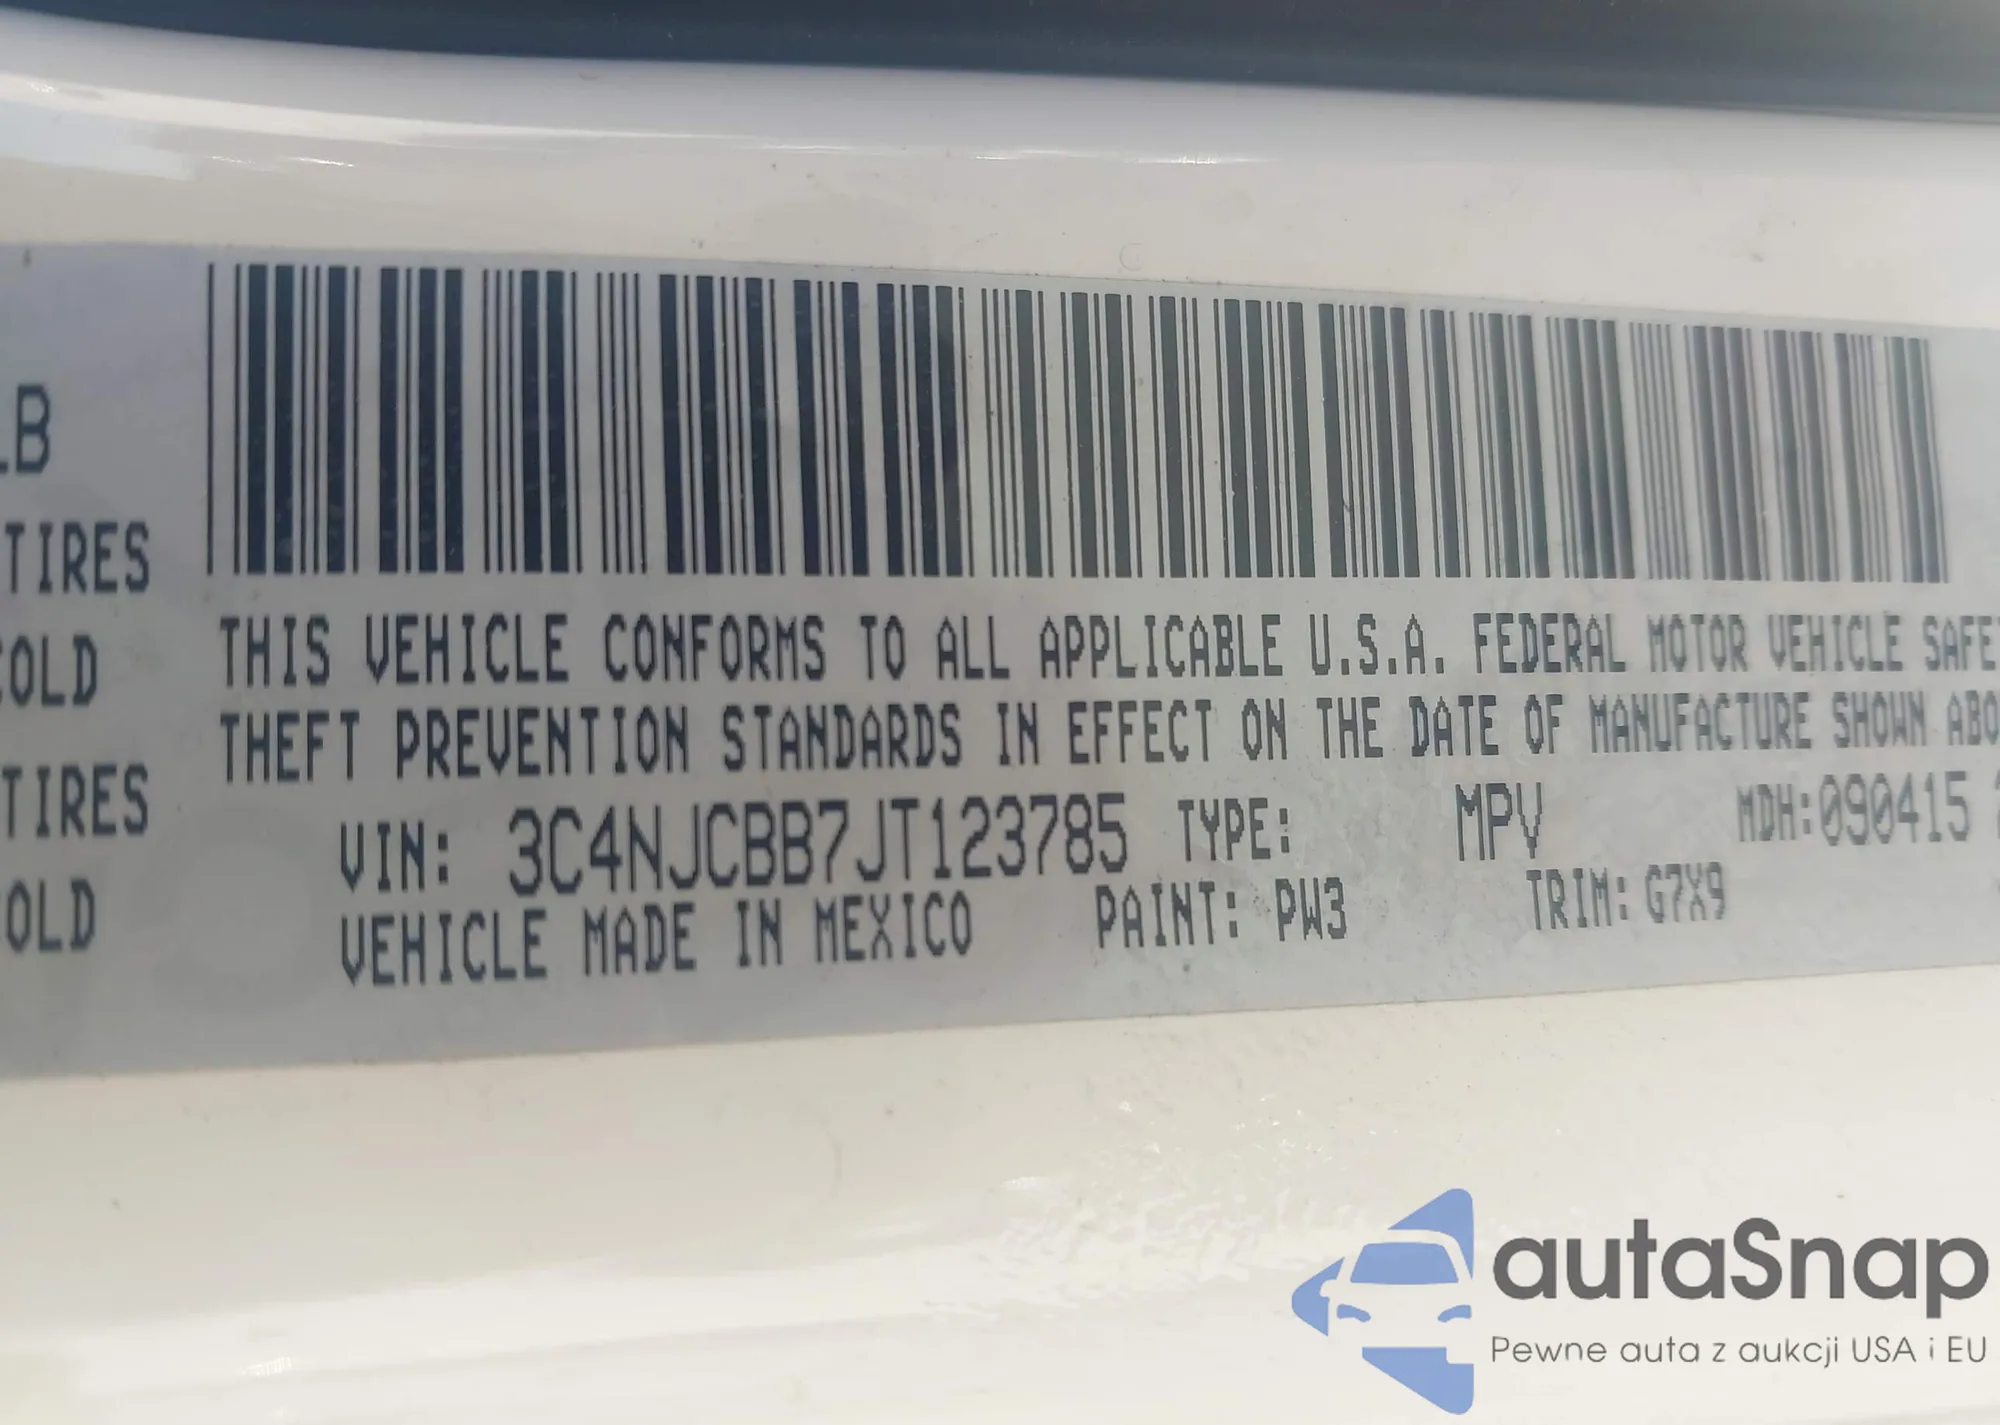 LB
TIRES
COLD
TIRES
COLD
THIS VEHICLE CONFORMS TO ALL APPLICABLE U.S.A. FEDERAL MOTOR VEHICLE SAFE
THEFT PREVENTION STANDARDS IN EFFECT ON THE DATE OF MANUFACTURE SHOWN ABO
VIN: 3C4NJCBB7JT123785 TYPE: MPV MDH:090415
VEHICLE MADE IN MEXICO PAINT: PW3 TRIM: G7X9
autaSnap
Pewne auta z aukcji USA i EU